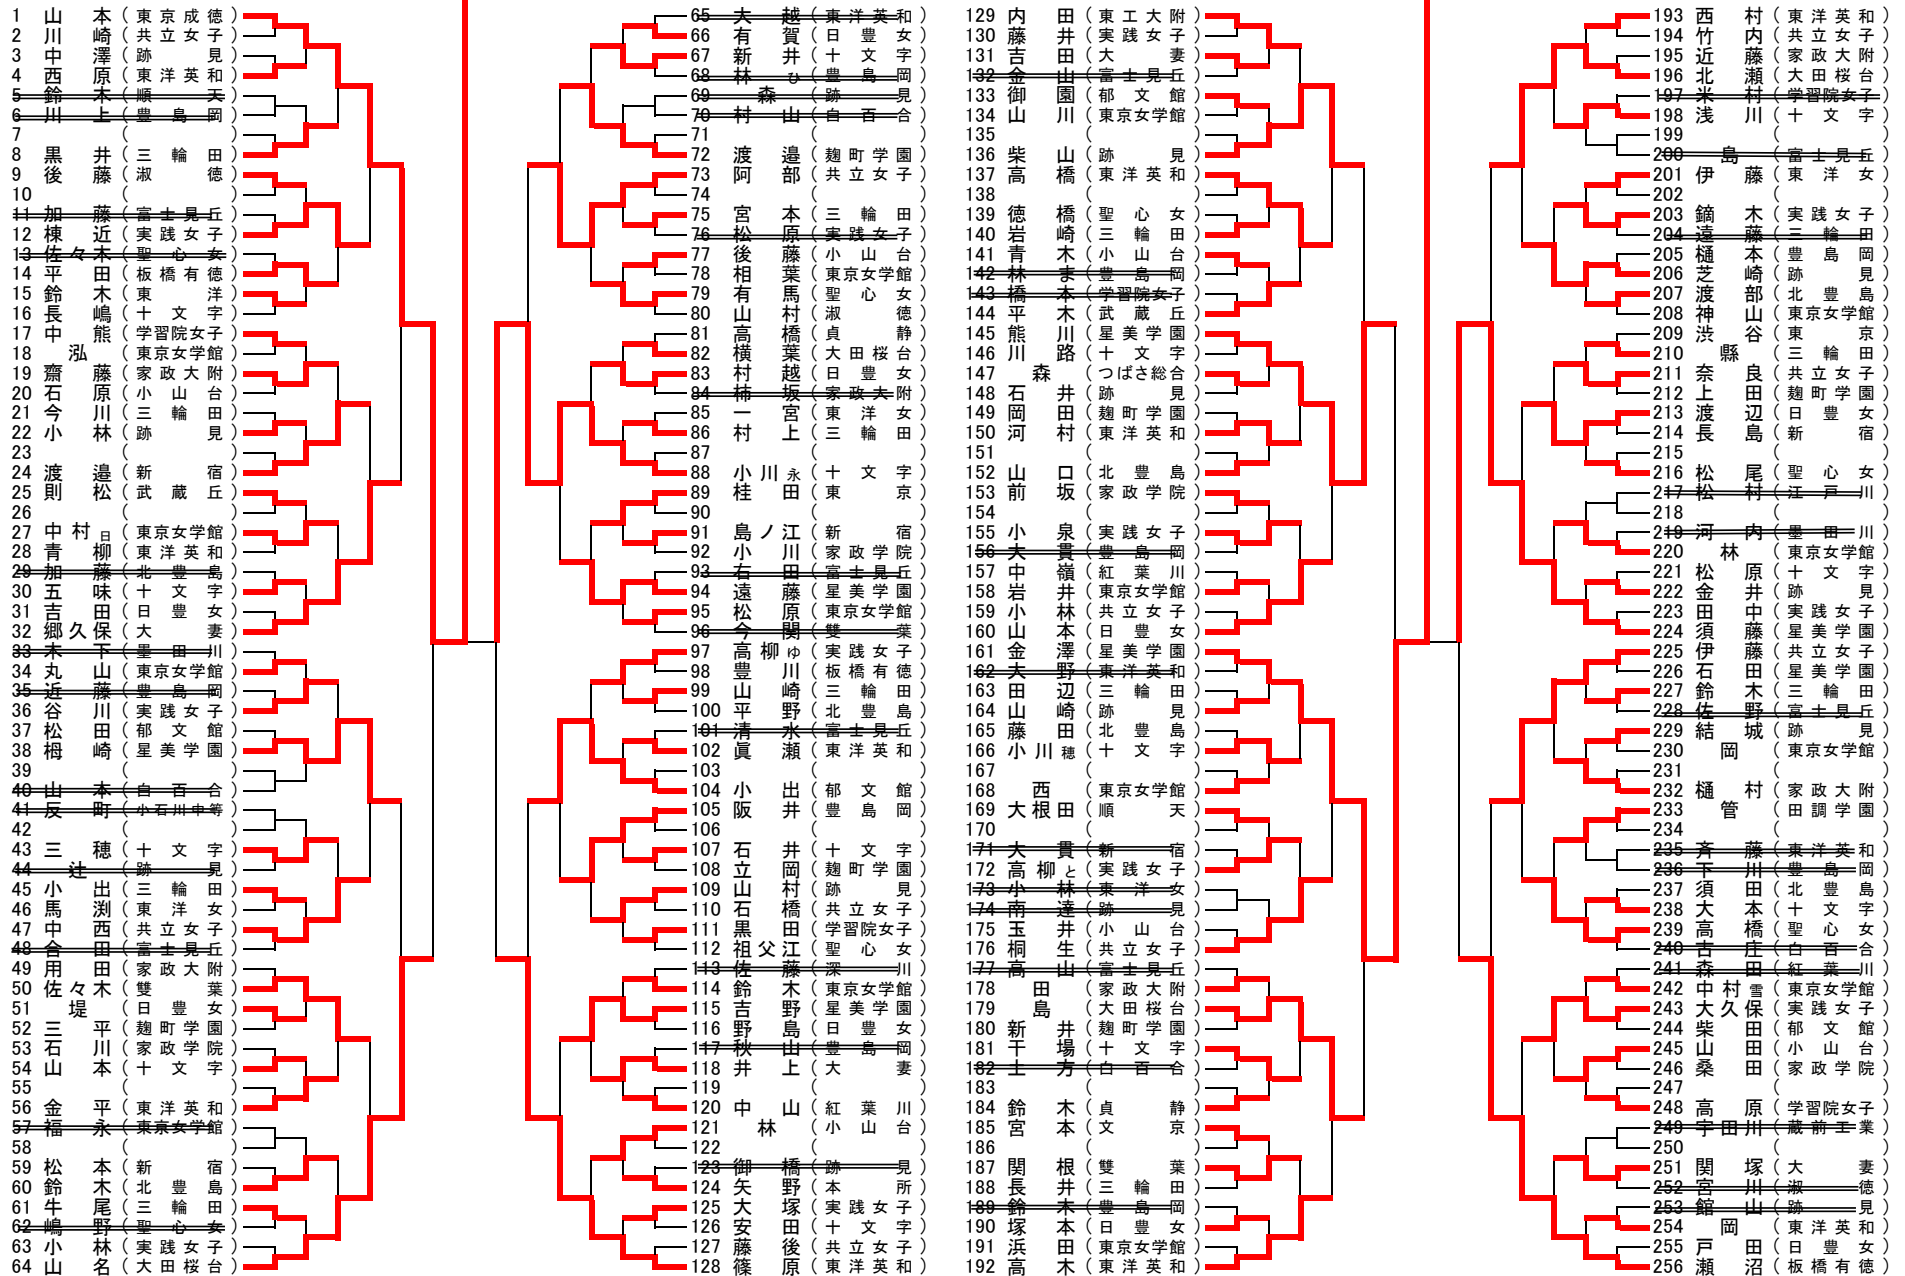 1 山本（東京成徳）
2 川崎（共立女子）
3 中澤（跡見）
4 西原（東洋英和）
5 鈴木（順天）
6 川上（豊島岡）
7（　）
8 黒井（三輪田）
9 後藤（淑徳）
10（　）
11 加藤（富士見丘）
12 棟近（実践女子）
13 佐々木（聖心女）
14 平田（板橋有徳）
15 鈴木（東洋）
16 長嶋（十文字）
17 中熊（学習院女子）
18 泓（東京女学館）
19 齋藤（家政大附）
20 石原（小山台）
21 今川（三輪田）
22 小林（跡見）
23（　）
24 渡邉（新宿）
25 則松（武蔵丘）
26（　）
27 中村日（東京女学館）
28 青柳（東洋英和）
29 加藤（北豊島）
30 五味（十文字）
31 吉田（日豊女）
32 郷久保（大妻）
33 木下（墨田川）
34 丸山（東京女学館）
35 近藤（豊島岡）
36 谷川（実践女子）
37 松田（郁文館）
38 栂崎（星美学園）
39（　）
40 山本（白百合）
41 反町（小石川中等）
42（　）
43 三穂（十文字）
44 辻（跡見）
45 小出（三輪田）
46 馬渕（東洋女）
47 中西（共立女子）
48 合田（富士見丘）
49 用田（家政大附）
50 佐々木（雙葉）
51 堤（日豊女）
52 三平（麹町学園）
53 石川（家政学院）
54 山本（十文字）
55（　）
56 金平（東洋英和）
57 福永（東京女学館）
58（　）
59 松本（新宿）
60 鈴木（北豊島）
61 牛尾（三輪田）
62 嶋野（聖心女）
63 小林（実践女子）
64 山名（大田桜台）
65 大越（東洋英和）
66 有賀（日豊女）
67 新井（十文字）
68 林ひ（豊島岡）
69 森（跡見）
70 村山（白百合）
71（　）
72 渡邉（麹町学園）
73 阿部（共立女子）
74（　）
75 宮本（三輪田）
76 松原（実践女子）
77 後藤（小山台）
78 相葉（東京女学館）
79 有馬（聖心女）
80 山村（淑徳）
81 高橋（貞静）
82 横葉（大田桜台）
83 村越（日豊女）
84 柿坂（家政大附）
85 一宮（東洋女）
86 村上（三輪田）
87（　）
88 小川永（十文字）
89 桂田（東京）
90（　）
91 島ノ江（新宿）
92 小川（家政学院）
93 右田（富士見丘）
94 遠藤（星美学園）
95 松原（東京女学館）
96 今関（雙葉）
97 高柳ゆ（実践女子）
98 豊川（板橋有徳）
99 山崎（三輪田）
100 平野（北豊島）
101 清水（富士見丘）
102 眞瀬（東洋英和）
103（　）
104 小出（郁文館）
105 阪井（豊島岡）
106（　）
107 石井（十文字）
108 立岡（麹町学園）
109 山村（跡見）
110 石橋（共立女子）
111 黒田（学習院女子）
112 祖父江（聖心女）
113 佐藤（深川）
114 鈴木（東京女学館）
115 吉野（星美学園）
116 野島（日豊女）
117 秋山（豊島岡）
118 井上（大妻）
119（　）
120 中山（紅葉川）
121 林（小山台）
122（　）
123 御橋（跡見）
124 矢野（本所）
125 大塚（実践女子）
126 安田（十文字）
127 藤後（共立女子）
128 篠原（東洋英和）
129 内田（東工大附）
130 藤井（実践女子）
131 吉田（大妻）
132 金山（富士見丘）
133 御園（郁文館）
134 山川（東京女学館）
135（　）
136 柴山（跡見）
137 高橋（東洋英和）
138（　）
139 徳橋（聖心女）
140 岩崎（三輪田）
141 青木（小山台）
142 林ま（豊島岡）
143 橋本（学習院女子）
144 平木（武蔵丘）
145 熊川（星美学園）
146 川路（十文字）
147 森（つばさ総合）
148 石井（跡見）
149 岡田（麹町学園）
150 河村（東洋英和）
151（　）
152 山口（北豊島）
153 前坂（家政学院）
154（　）
155 小泉（実践女子）
156 大貫（豊島岡）
157 中嶺（紅葉川）
158 岩井（東京女学館）
159 小林（共立女子）
160 山本（日豊女）
161 金澤（星美学園）
162 大野（東洋英和）
163 田辺（三輪田）
164 山崎（跡見）
165 藤田（北豊島）
166 小川穂（十文字）
167（　）
168 西（東京女学館）
169 大根田（順天）
170（　）
171 大貫（新宿）
172 高柳と（実践女子）
173 小林（東洋女）
174 南達（跡見）
175 玉井（小山台）
176 桐生（共立女子）
177 高山（富士見丘）
178 田（家政大附）
179 島（大田桜台）
180 新井（麹町学園）
181 干場（十文字）
182 土方（白百合）
183（　）
184 鈴木（貞静）
185 宮本（文京）
186（　）
187 関根（雙葉）
188 長井（三輪田）
189 鈴木（豊島岡）
190 塚本（日豊女）
191 浜田（東京女学館）
192 高木（東洋英和）
193 西村（東洋英和）
194 竹内（共立女子）
195 近藤（家政大附）
196 北瀬（大田桜台）
197 米村（学習院女子）
198 浅川（十文字）
199（　）
200 島（富士見丘）
201 伊藤（東洋女）
202（　）
203 鏑木（実践女子）
204 遠藤（三輪田）
205 樋本（豊島岡）
206 芝崎（跡見）
207 渡部（北豊島）
208 神山（東京女学館）
209 渋谷（東京）
210 縣（三輪田）
211 奈良（共立女子）
212 上田（麹町学園）
213 渡辺（日豊女）
214 長島（新宿）
215（　）
216 松尾（聖心女）
217 松村（江戸川）
218（　）
219 河内（墨田川）
220 林（東京女学館）
221 松原（十文字）
222 金井（跡見）
223 田中（実践女子）
224 須藤（星美学園）
225 伊藤（共立女子）
226 石田（星美学園）
227 鈴木（三輪田）
228 佐野（富士見丘）
229 結城（跡見）
230 岡（東京女学館）
231（　）
232 樋村（家政大附）
233 管（田調学園）
234（　）
235 斉藤（東洋英和）
236 下川（豊島岡）
237 須田（北豊島）
238 大本（十文字）
239 高橋（聖心女）
240 古庄（白百合）
241 森田（紅葉川）
242 中村雪（東京女学館）
243 大久保（実践女子）
244 柴田（郁文館）
245 山田（小山台）
246 桑田（家政学院）
247（　）
248 高原（学習院女子）
249 宇田川（蔵前工業）
250（　）
251 関塚（大妻）
252 宮川（淑徳）
253 館山（跡見）
254 岡（東洋英和）
255 戸田（日豊女）
256 瀬沼（板橋有徳）